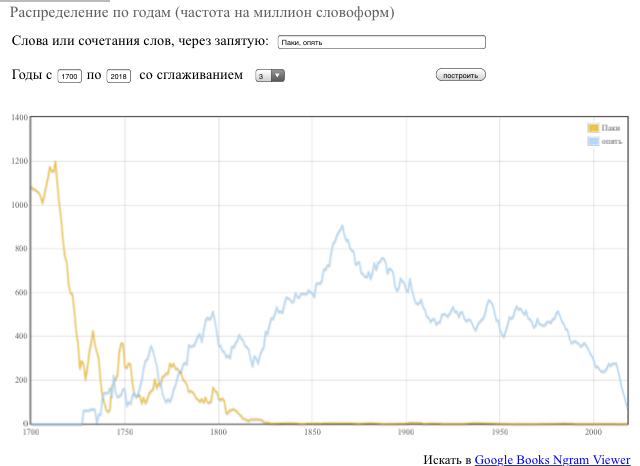 Распределение по годам (частота на миллион словоформ)
Слова или сочетания слов, через запятую: Паки, опять
Годы с 1700 по 2018 со сглаживанием 3 построить
1400
Паки
опять
1200
1000
800
600
400
200
0
1700 1750 1800 1850 1900 1950 2000
Искать в Google Books Ngram Viewer